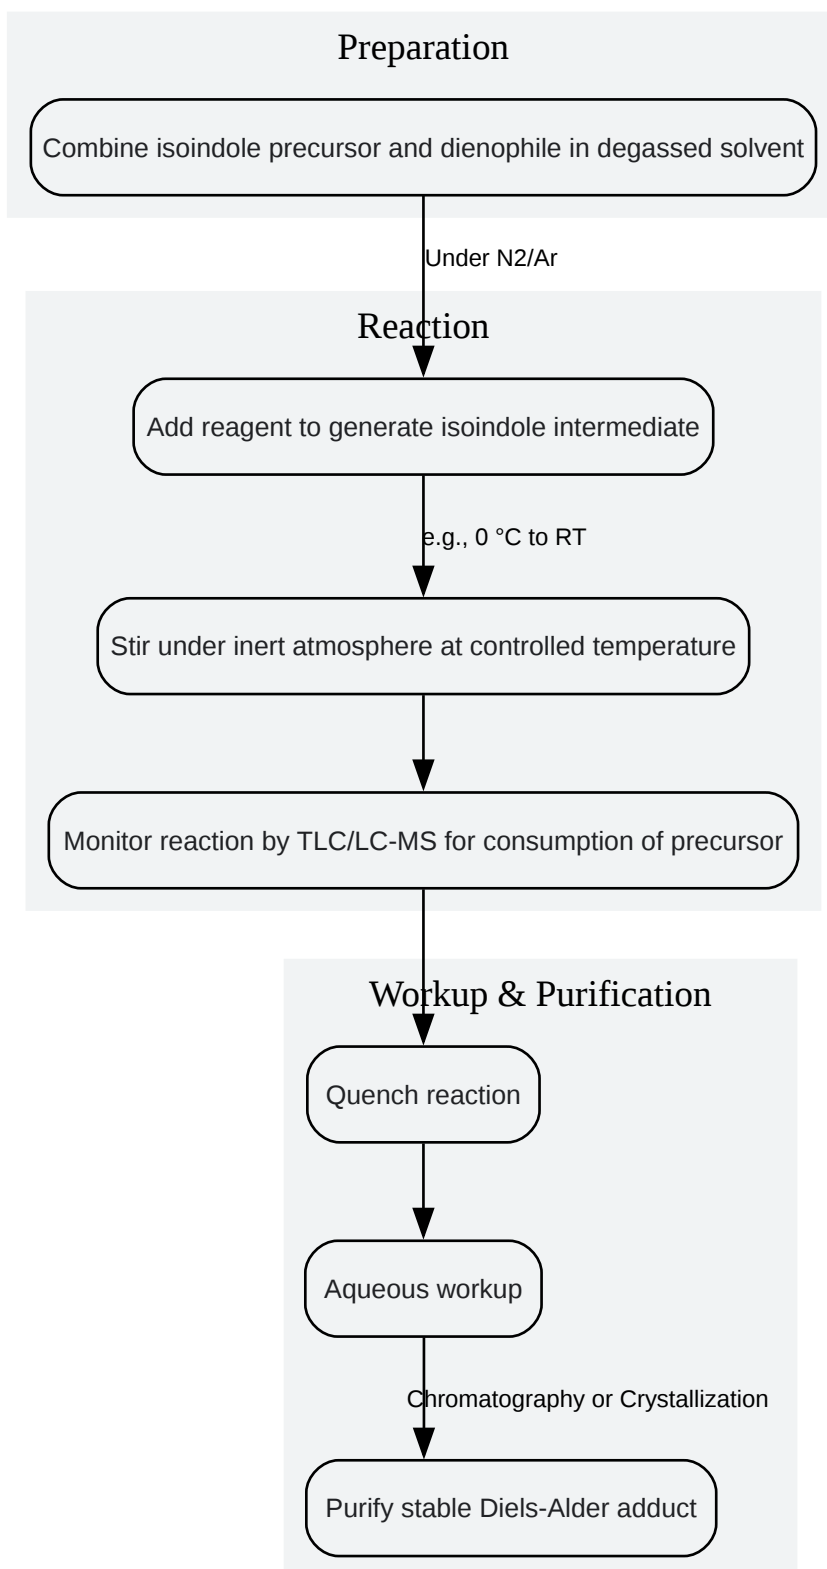 Preparation
Combine isoindole precursor and dienophile in degassed solvent
Under N2/Ar
Reaction
Add reagent to generate isoindole intermediate
e.g., 0 °C to RT
Stir under inert atmosphere at controlled temperature
Monitor reaction by TLC/LC-MS for consumption of precursor
Workup & Purification
Quench reaction
Aqueous workup
Chromatography or Crystallization
Purify stable Diels-Alder adduct